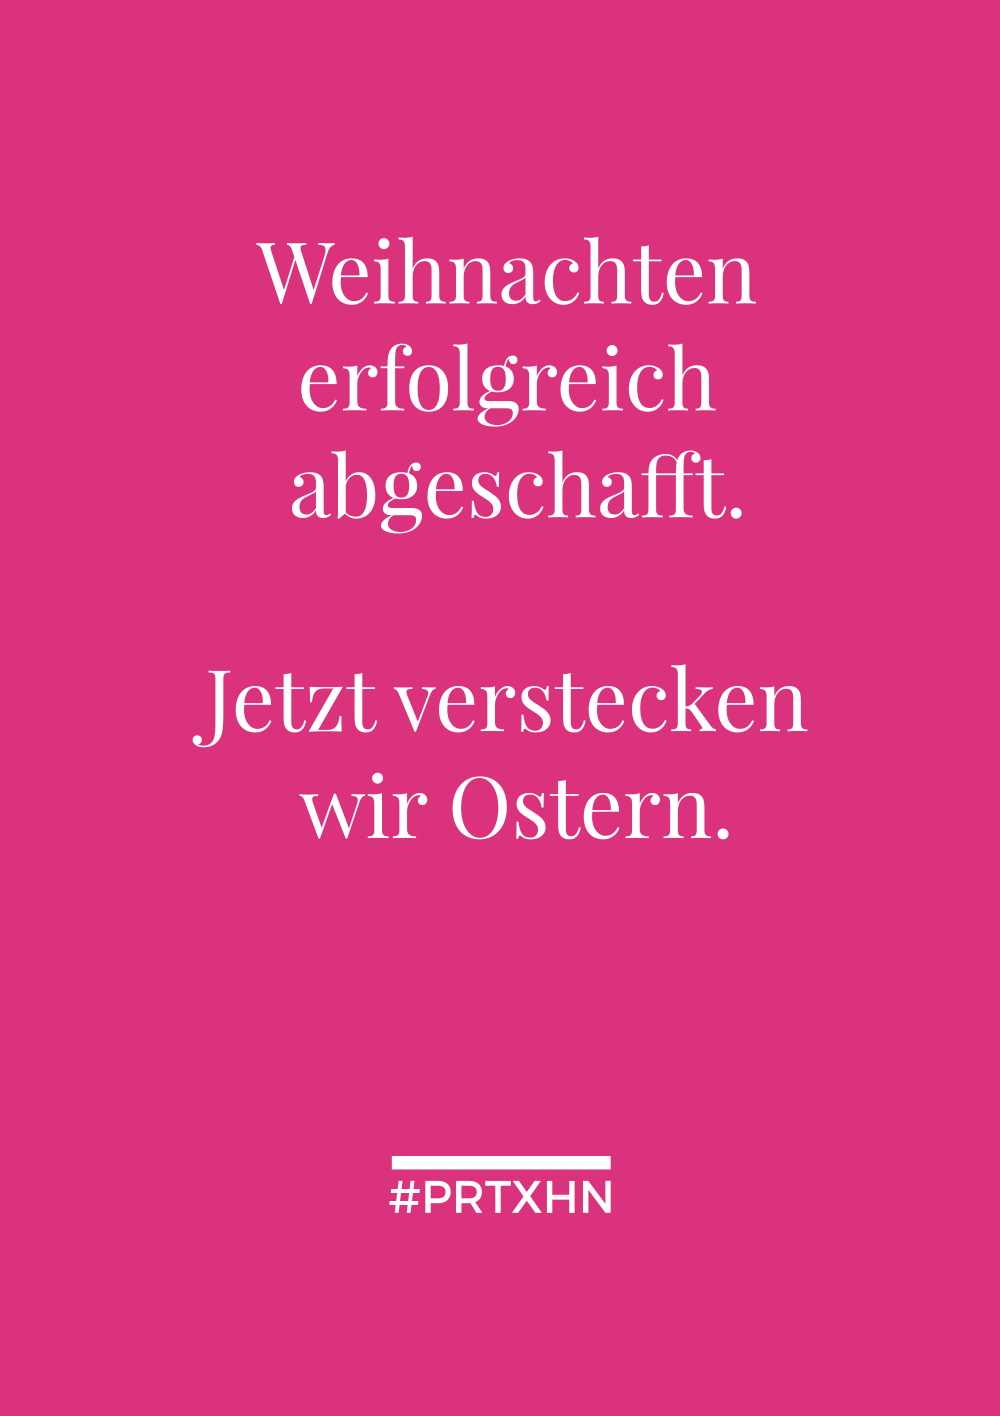 Weihnachten
erfolgreich
abgeschafft.
Jetzt verstecken
wir Ostern.
#PRTXHN